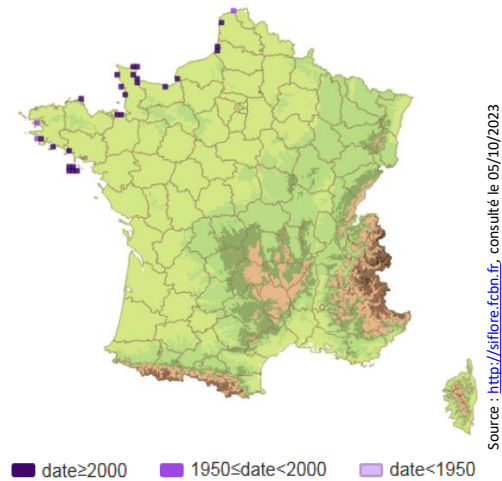 Source : http://siflore.fcbn.fr, consulté le 05/10/2023
date≥2000
1950≤date<2000
date<1950